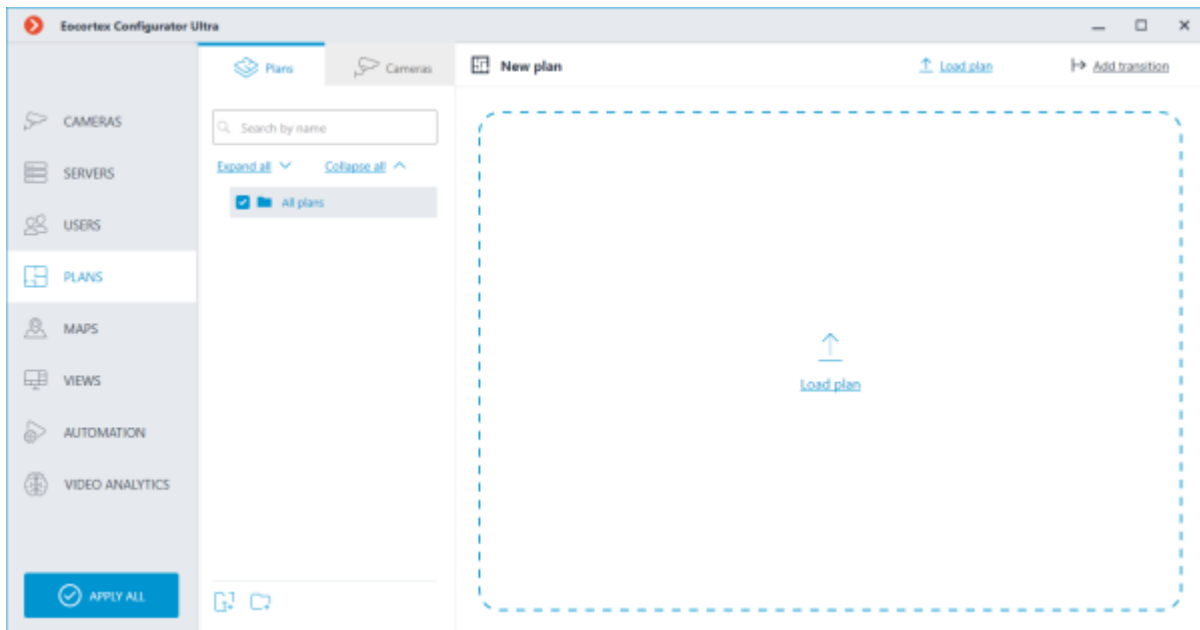 Eocortex Configurator Ultra
Plans
Cameras
New plan
Load plan
Add transition
CAMERAS
SERVERS
USERS
PLANS
MAPS
VIEWS
AUTOMATION
VIDEO ANALYTICS
APPLY ALL
Search by name
Expand all
Collapse all
All plans
Load plan